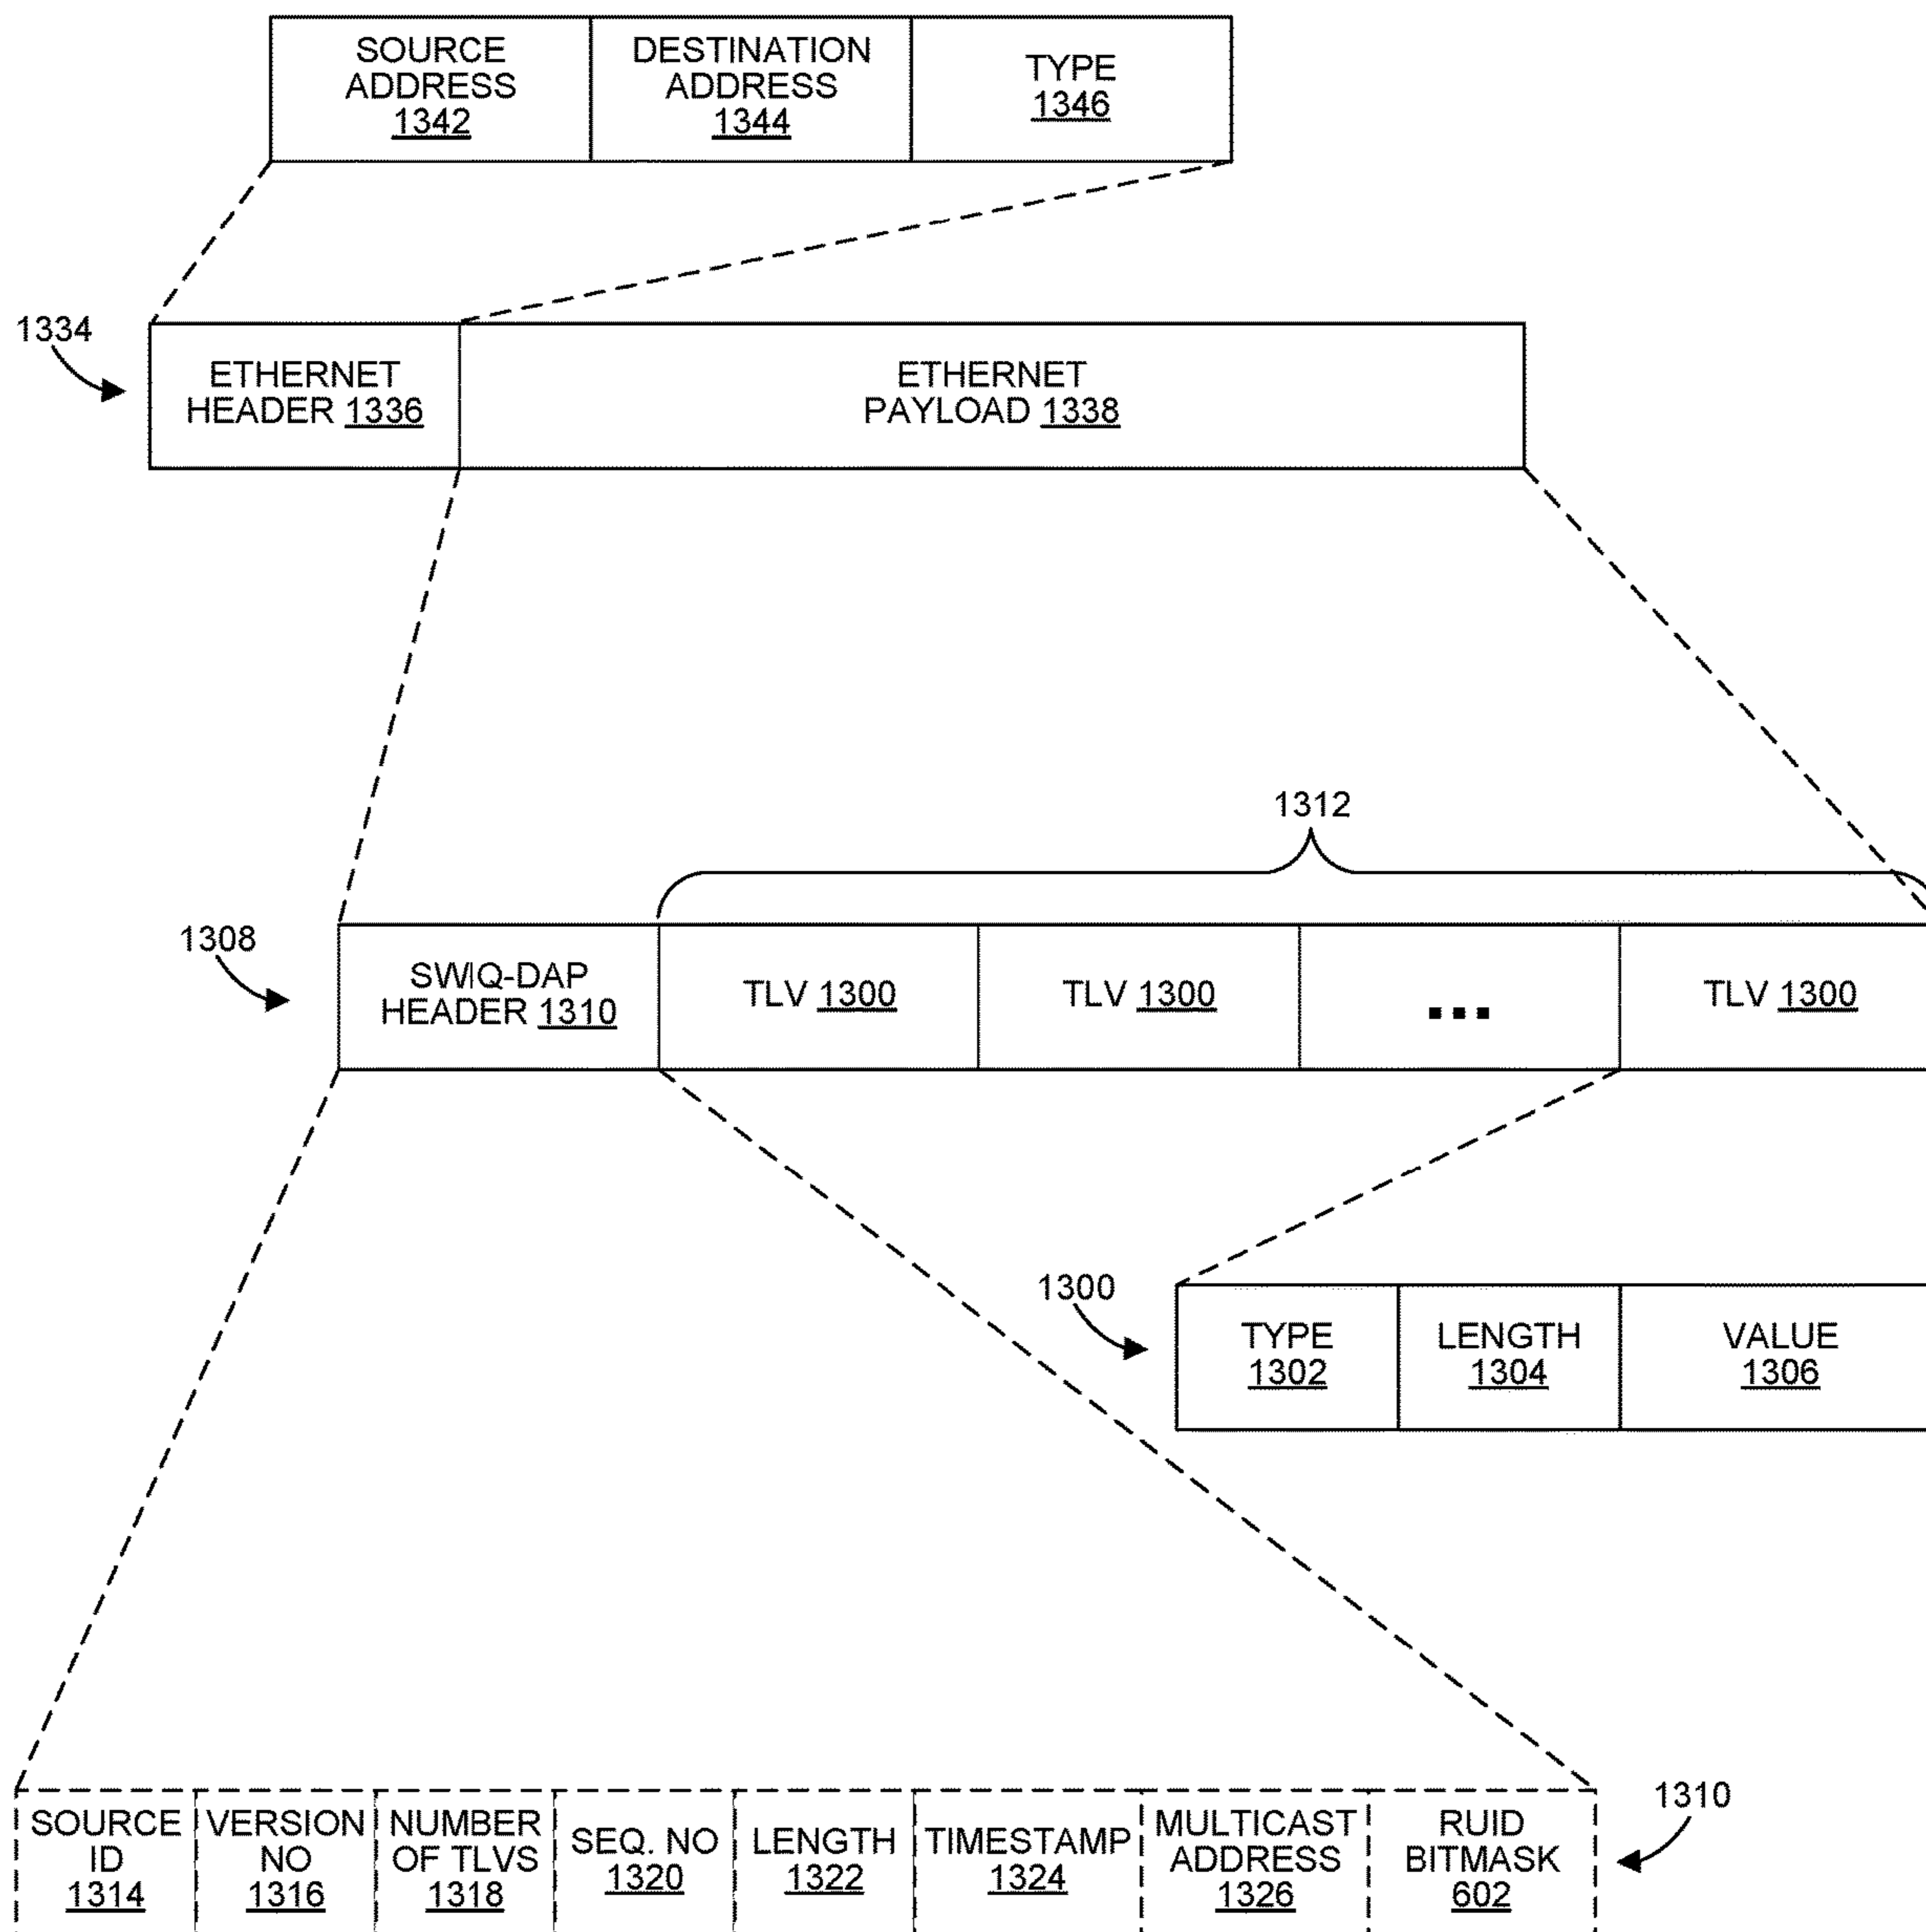 SOURCE
ADDRESS
1342
DESTINATION
ADDRESS
1344
TYPE
1346
1334
ETHERNET
HEADER 1336
ETHERNET
PAYLOAD 1338
1312
1308
SWIQ-DAP
HEADER 1310
TLV 1300
TLV 1300
...
TLV 1300
1300
TYPE
1302
LENGTH
1304
VALUE
1306
SOURCE
ID
1314
VERSION
NO
1316
NUMBER
OF TLVS
1318
SEQ. NO
1320
LENGTH
1322
TIMESTAMP
1324
MULTICAST
ADDRESS
1326
RUID
BITMASK
602
1310